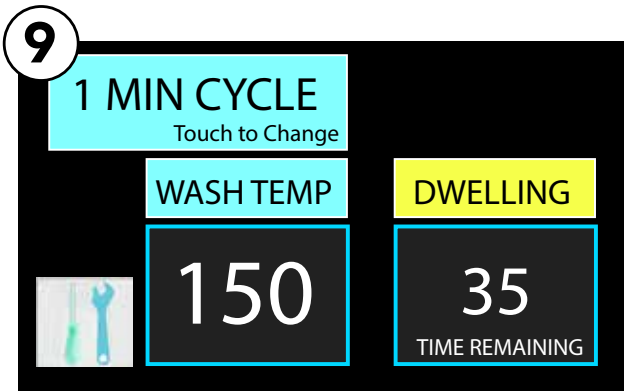 9
1 MIN CYCLE
Touch to Change
WASH TEMP
DWELLING
150
35
TIME REMAINING